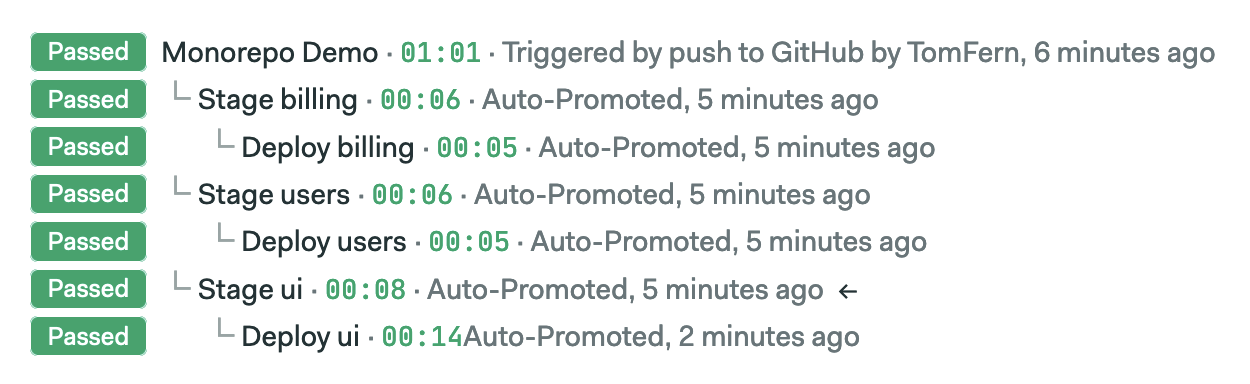 Passed Monorepo Demo · 01:01 · Triggered by push to GitHub by TomFern, 6 minutes ago
Passed Stage billing · 00:06 · Auto-Promoted, 5 minutes ago
Passed Deploy billing · 00:05 · Auto-Promoted, 5 minutes ago
Passed Stage users · 00:06 · Auto-Promoted, 5 minutes ago
Passed Deploy users · 00:05 · Auto-Promoted, 5 minutes ago
Passed Stage ui · 00:08 · Auto-Promoted, 5 minutes ago ←
Passed Deploy ui · 00:14Auto-Promoted, 2 minutes ago